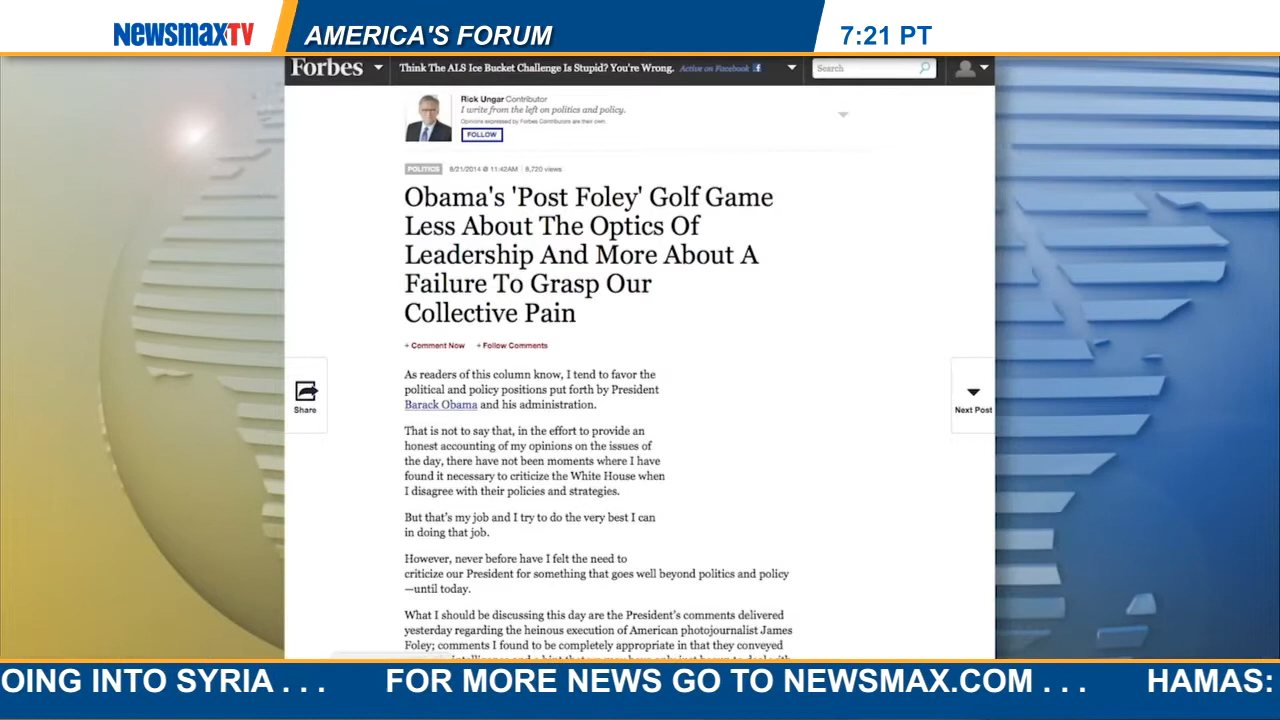 NEWSMAXTV
AMERICA'S FORUM
7:21 PT
Forbes
Think The ALS Ice Bucket Challenge Is Stupid? You're Wrong. Active on Facebook
Search
Rick Ungar Contributor
I write from the left on politics and policy.
Opinions expressed by Forbes Contributors are their own.
FOLLOW
POLITICS 8/21/2014 @ 11:42AM 8,720 views
Obama's 'Post Foley' Golf Game
Less About The Optics Of
Leadership And More About A
Failure To Grasp Our
Collective Pain
+ Comment Now + Follow Comments
Share
Next Post
As readers of this column know, I tend to favor the
political and policy positions put forth by President
Barack Obama and his administration.
That is not to say that, in the effort to provide an
honest accounting of my opinions on the issues of
the day, there have not been moments where I have
found it necessary to criticize the White House when
I disagree with their policies and strategies.
But that's my job and I try to do the very best I can
in doing that job.
However, never before have I felt the need to
criticize our President for something that goes well beyond politics and policy
—until today.
What I should be discussing this day are the President's comments delivered
yesterday regarding the heinous execution of American photojournalist James
Foley; comments I found to be completely appropriate in that they conveyed
OING INTO SYRIA . . . FOR MORE NEWS GO TO NEWSMAX.COM . . . HAMAS: